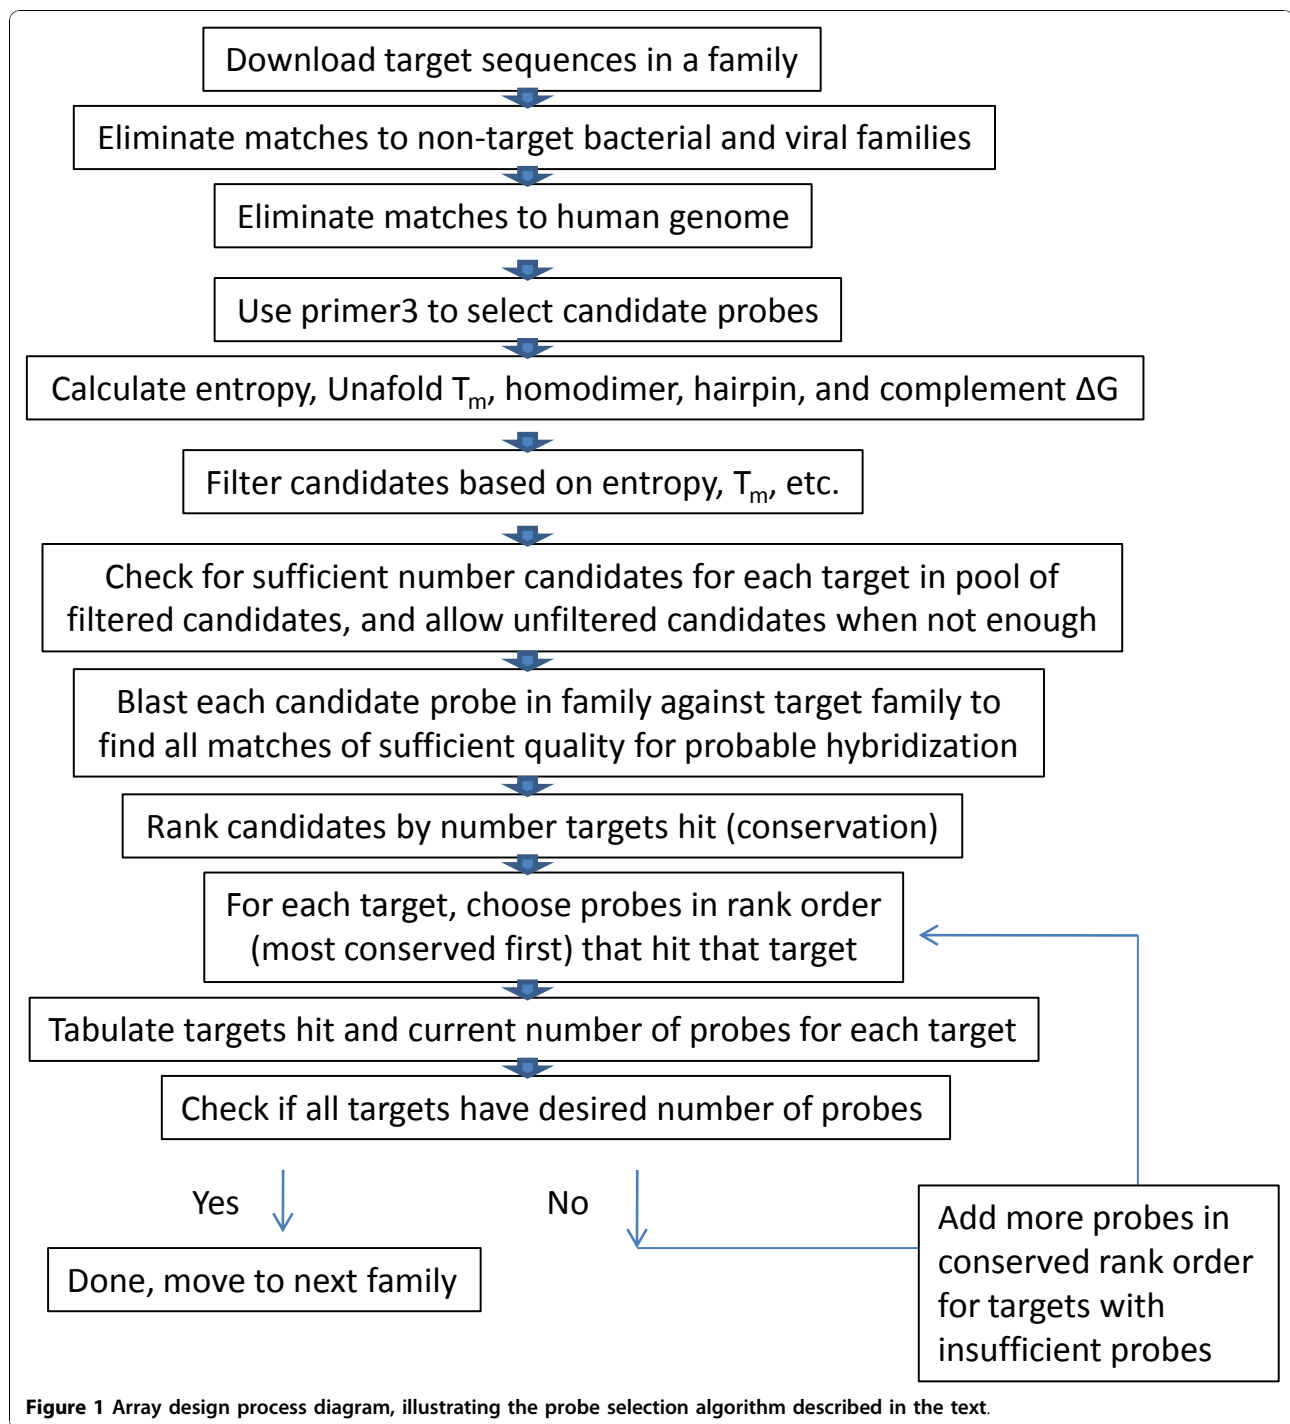 Download target sequences in a family
Eliminate matches to non-target bacterial and viral families
Eliminate matches to human genome
Use primer3 to select candidate probes
Calculate entropy, Unafold Tm, homodimer, hairpin, and complement ΔG
Filter candidates based on entropy, Tm, etc.
Check for sufficient number candidates for each target in pool of
filtered candidates, and allow unfiltered candidates when not enough
Blast each candidate probe in family against target family to
find all matches of sufficient quality for probable hybridization
Rank candidates by number targets hit (conservation)
For each target, choose probes in rank order
(most conserved first) that hit that target
Tabulate targets hit and current number of probes for each target
Check if all targets have desired number of probes
Yes
No
Done, move to next family
Add more probes in
conserved rank order
for targets with
insufficient probes
Figure 1 Array design process diagram, illustrating the probe selection algorithm described in the text.